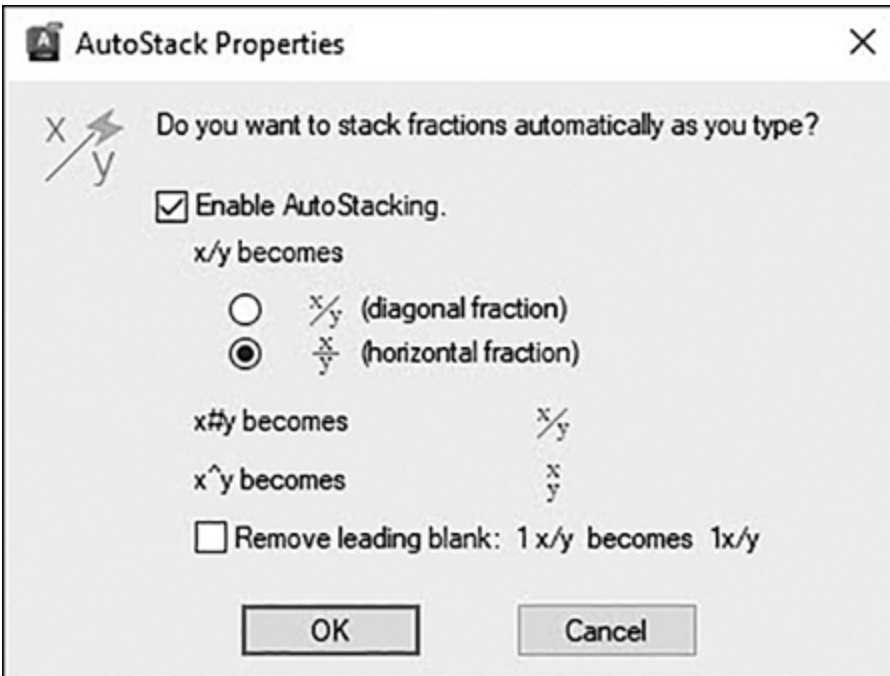 AutoStack Properties
x/y
Do you want to stack fractions automatically as you type?
Enable AutoStacking.
x/y becomes
x/y (diagonal fraction)
x/y (horizontal fraction)
x#y becomes x/y
x^y becomes x y
Remove leading blank: 1 x/y becomes 1x/y
OK Cancel